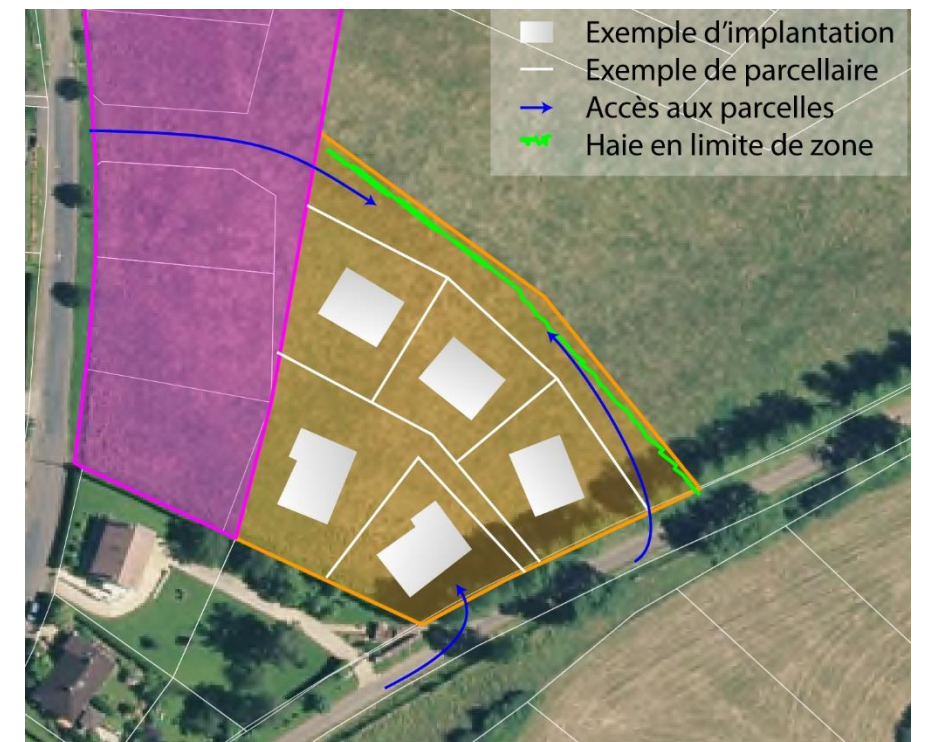 Exemple d'implantation
Exemple de parcellaire
Accès aux parcelles
Haie en limite de zone